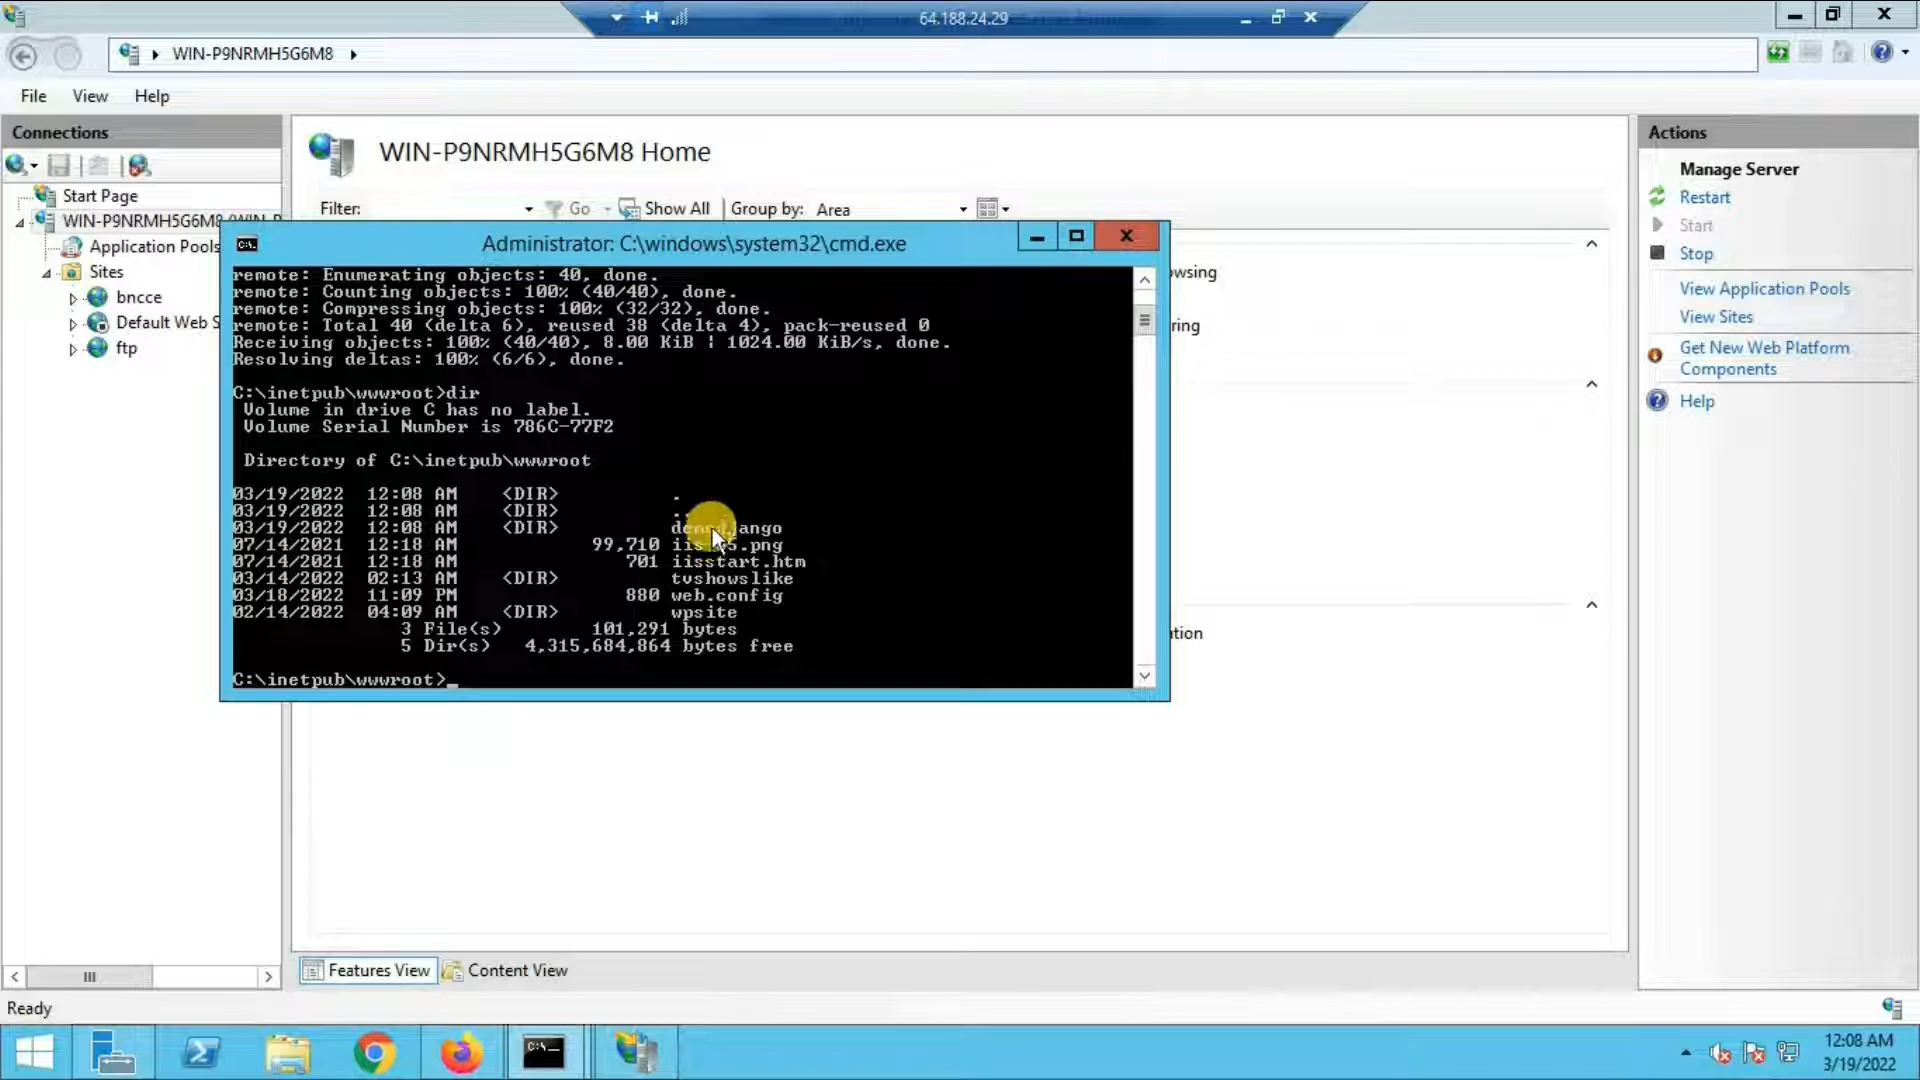 64.188.24.29
WIN-P9NRMH5G6M8
File View Help
Connections
Start Page
WIN-P9NRMH5G6M8
Application Pools
Sites
bncce
Default Web S
ftp
WIN-P9NRMH5G6M8 Home
Filter: Go Show All Group by: Area
Administrator: C:\windows\system32\cmd.exe
remote: Enumerating objects: 40, done.
remote: Counting objects: 100% (40/40), done.
remote: Compressing objects: 100% (32/32), done.
remote: Total 40 (delta 6), reused 38 (delta 4), pack-reused 0
Receiving objects: 100% (40/40), 8.00 KiB | 1024.00 KiB/s, done.
Resolving deltas: 100% (6/6), done.
C:\inetpub\wwwroot>dir
Volume in drive C has no label.
Volume Serial Number is 786C-77F2
Directory of C:\inetpub\wwwroot
03/19/2022 12:08 AM <DIR> .
03/19/2022 12:08 AM <DIR> ..
03/19/2022 12:08 AM <DIR>
07/14/2021 12:18 AM 99,710
07/14/2021 12:18 AM 701 iisstart.htm
03/14/2022 02:13 AM <DIR> tvshowslike
03/18/2022 11:09 PM 880 web.config
02/14/2022 04:09 AM <DIR> wpsite
3 File(s) 101,291 bytes
5 Dir(s) 4,315,684,864 bytes free
C:\inetpub\wwwroot>_
wsing
ring
tion
Features View Content View
Actions
Manage Server
Restart
Start
Stop
View Application Pools
View Sites
Get New Web Platform
Components
Help
Ready
12:08 AM
3/19/2022